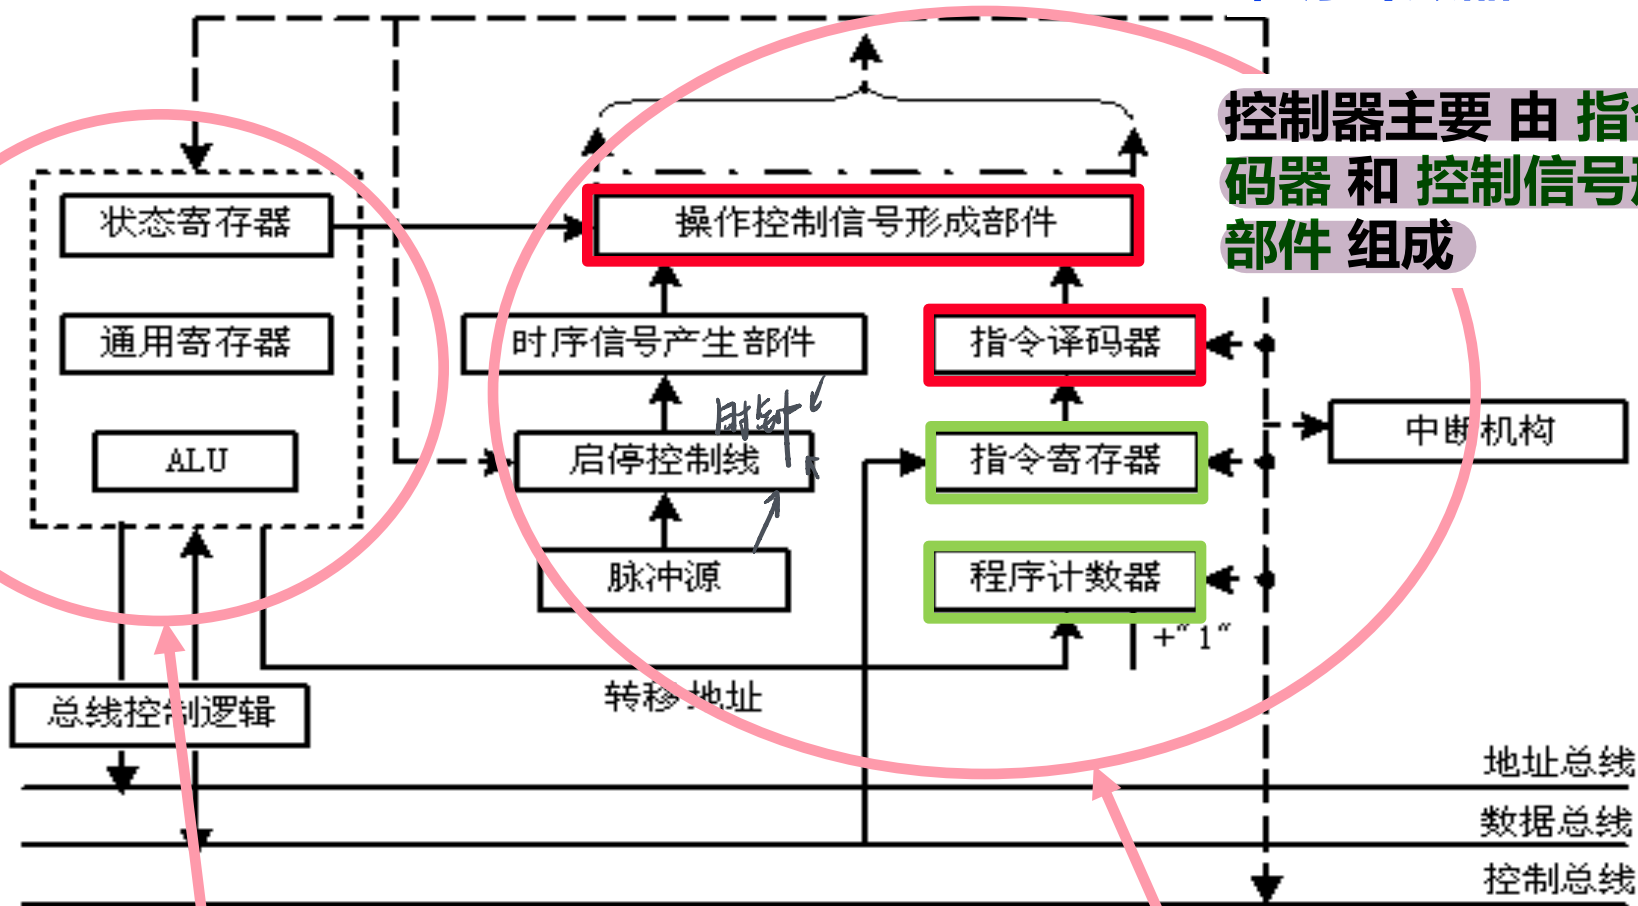 控制器主要 由 指令
码器 和 控制信号形
部件 组成
状态寄存器
操作控制信号形成部件
通用寄存器
时序信号产生部件
指令译码器
时钟
中断机构
ALU
启停控制线
指令寄存器
脉冲源
程序计数器
+"1"
转移地址
总线控制逻辑
地址总线
数据总线
控制总线